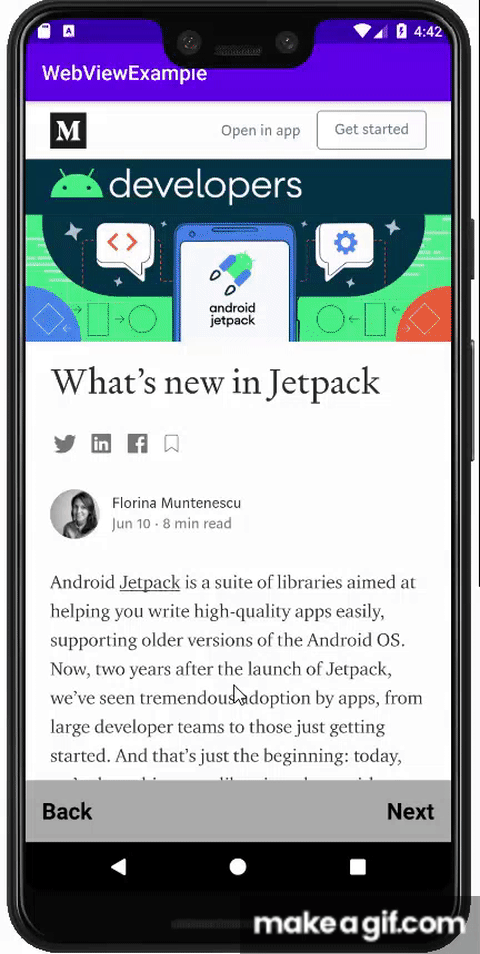 A
4:42
WebViewExample
M
Open in app
Get started
developers
android
jetpack
What's new in Jetpack
Florina Muntenescu
Jun 10 · 8 min read
Android Jetpack is a suite of libraries aimed at
helping you write high-quality apps easily,
supporting older versions of the Android OS.
Now, two years after the launch of Jetpack,
we've seen tremendous adoption by apps, from
large developer teams to those just getting
started. And that's just the beginning: today,
Back
Next
makeagif.com